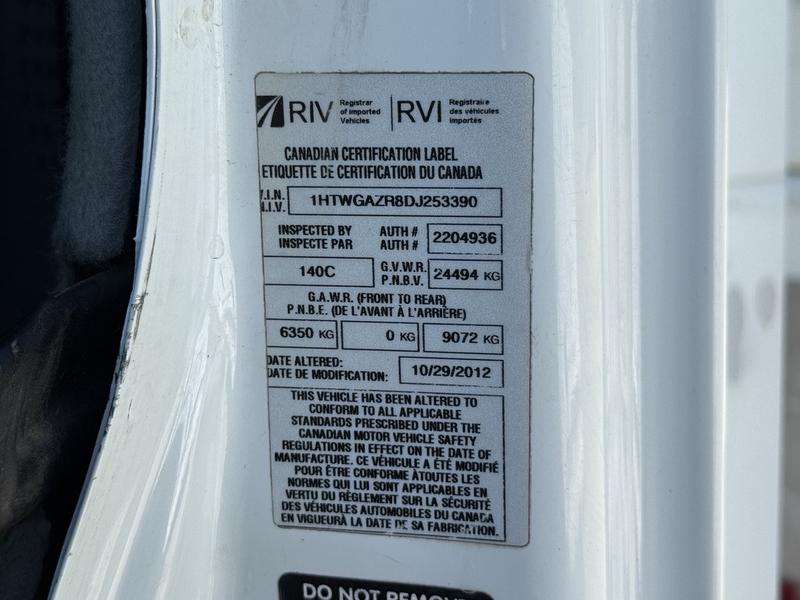 RIV Registrar of Imported Vehicles | RVI Registraire des véhicules importés
CANADIAN CERTIFICATION LABEL
ETIQUETTE DE CERTIFICATION DU CANADA
V.I.N. 1HTWGAZR8DJ253390
N.I.V.
INSPECTED BY AUTH # 2204936
INSPECTE PAR AUTH #
140C G.V.W.R. 24494 KG
P.N.B.V.
G.A.W.R. (FRONT TO REAR)
P.N.B.E. (DE L'AVANT À L'ARRIÈRE)
6350 KG 0 KG 9072 KG
DATE ALTERED: 10/29/2012
DATE DE MODIFICATION:
THIS VEHICLE HAS BEEN ALTERED TO
CONFORM TO ALL APPLICABLE
STANDARDS PRESCRIBED UNDER THE
CANADIAN MOTOR VEHICLE SAFETY
REGULATIONS IN EFFECT ON THE DATE OF
MANUFACTURE. CE VÉHICULE A ÉTÉ MODIFIÉ
POUR ÊTRE CONFORME ÀTOUTES LES
NORMES QUI LUI SONT APPLICABLES EN
VERTU DU RÈGLEMENT SUR LA SÉCURITÉ
DES VÉHICULES AUTOMOBILES DU CANADA
EN VIGUEURÀ LA DATE DE SA FABRICATION.
DO NOT REMOVE